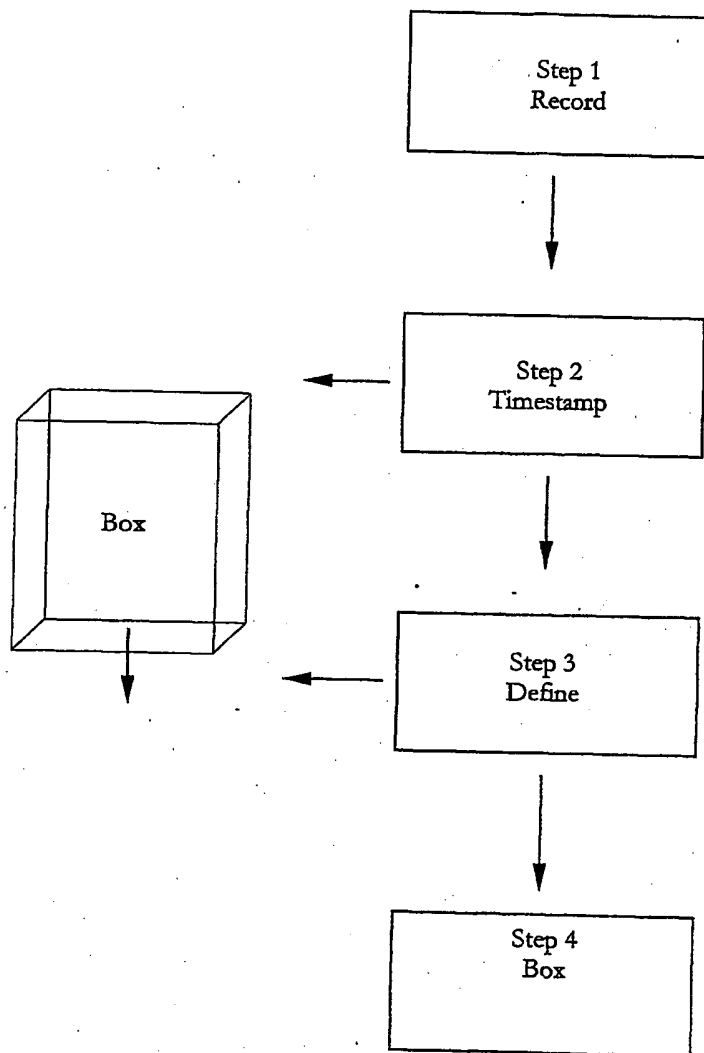 Step 1
Record
Step 2
Timestamp
Box
Step 3
Define
Step 4
Box